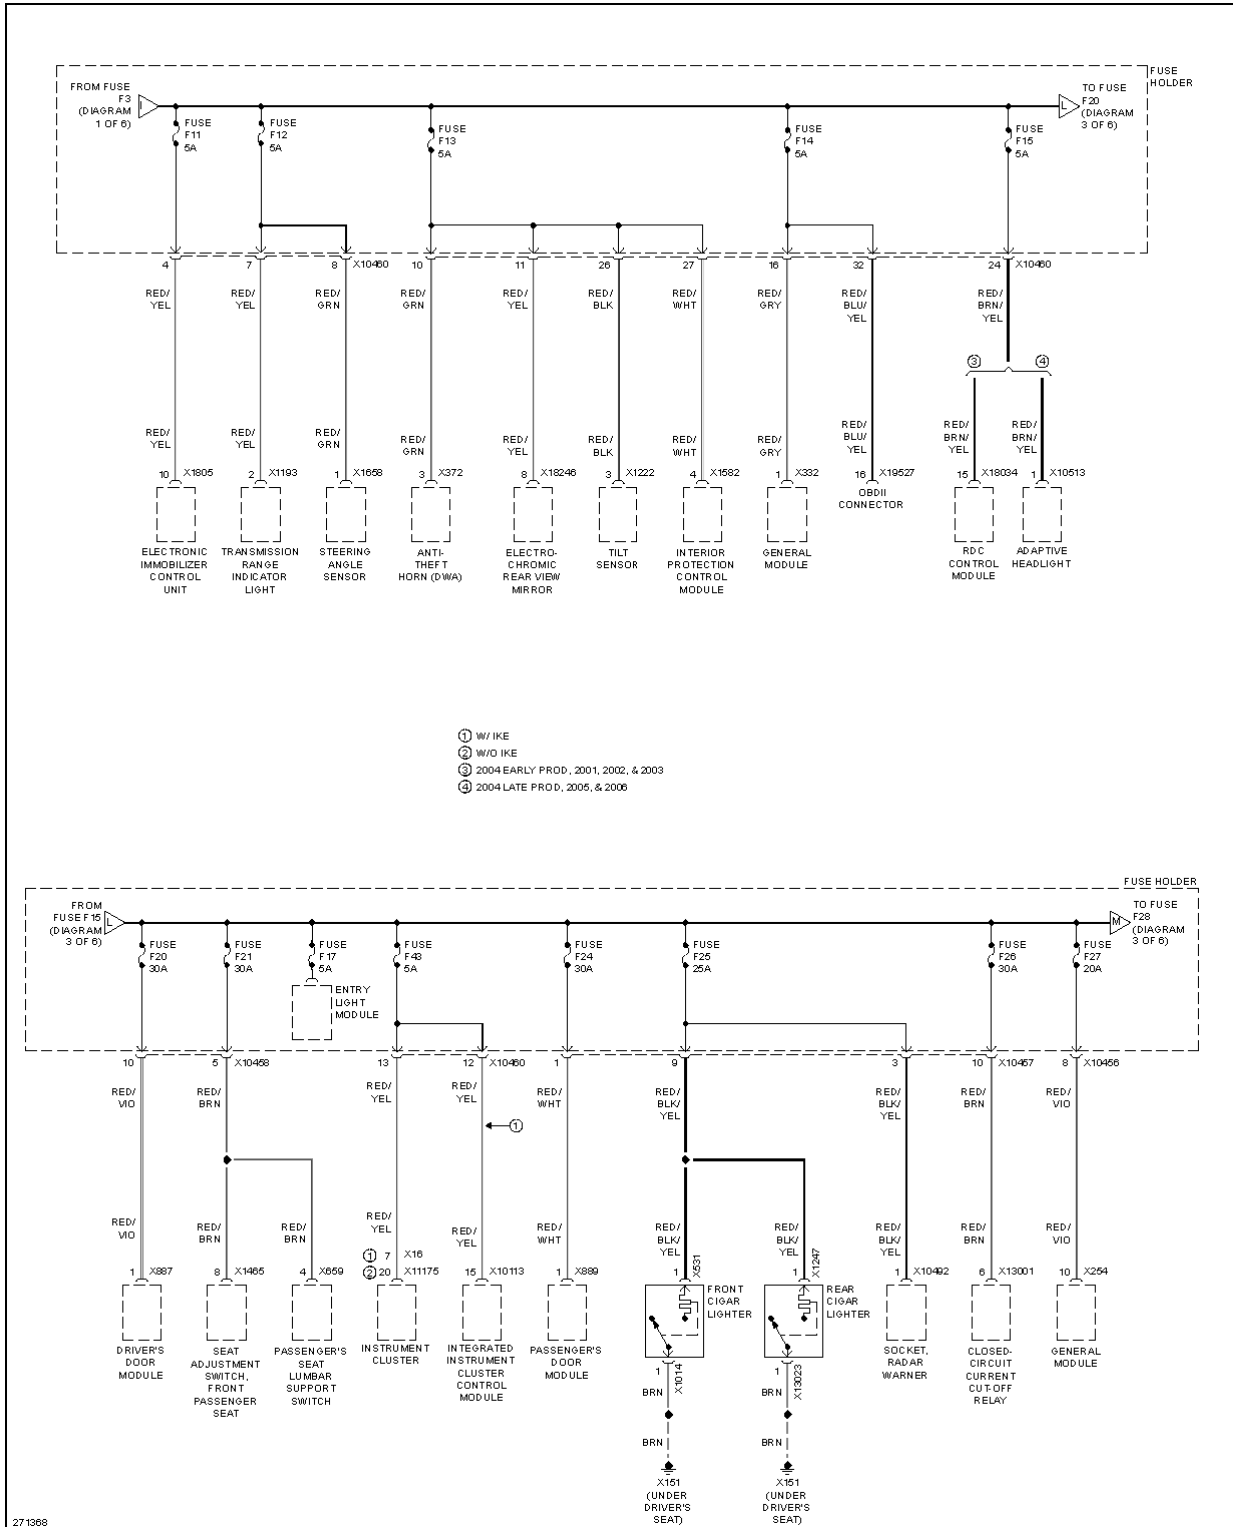 FROM FUSE
F3
(DIAGRAM
1 OF 6)
L
FUSE
F11
5A
FUSE
F12
5A
FUSE
F13
5A
FUSE
F14
5A
FUSE
F15
5A
L
TO FUSE
F20
(DIAGRAM
3 OF 6)
FUSE
HOLDER
4 7 8 X10460 10 11 26 27 16 32 24 X10460
RED/
YEL
RED/
YEL
RED/
GRN
RED/
GRN
RED/
YEL
RED/
BLK
RED/
WHT
RED/
GRY
RED/
BLU/
YEL
RED/
BRN/
YEL
3 4
RED/
YEL
RED/
YEL
RED/
GRN
RED/
GRN
RED/
YEL
RED/
BLK
RED/
WHT
RED/
GRY
RED/
BLU/
YEL
RED/
BRN/
YEL
RED/
BRN/
YEL
10 X1805 2 X1193 1 X1658 3 X372 8 X18246 3 X1222 4 X1582 1 X332 16 X19527 15 X18034 1 X10513
ELECTRONIC
IMMOBILIZER
CONTROL
UNIT
TRANSMISSION
RANGE
INDICATOR
LIGHT
STEERING
ANGLE
SENSOR
ANTI-
THEFT
HORN (DWA)
ELECTRO-
CHROMIC
REAR VIEW
MIRROR
TILT
SENSOR
INTERIOR
PROTECTION
CONTROL
MODULE
GENERAL
MODULE
OBDII
CONNECTOR
RDC
CONTROL
MODULE
ADAPTIVE
HEADLIGHT
1 W/ IKE
2 W/O IKE
3 2004 EARLY PROD, 2001, 2002, & 2003
4 2004 LATE PROD, 2005, & 2006
FUSE HOLDER
FROM
FUSE F15
(DIAGRAM
3 OF 6)
L
FUSE
F20
30A
FUSE
F21
30A
FUSE
F17
5A
FUSE
F43
5A
FUSE
F24
30A
FUSE
F25
25A
FUSE
F26
30A
FUSE
F27
20A
M
TO FUSE
F28
(DIAGRAM
3 OF 6)
ENTRY
LIGHT
MODULE
10 5 X10458 13 12 X10460 1 9 3 10 X10457 8 X10456
RED/
VIO
RED/
BRN
RED/
YEL
RED/
YEL
RED/
WHT
RED/
BLK/
YEL
RED/
BLK/
YEL
RED/
BRN
RED/
VIO
1
RED/
VIO
RED/
BRN
RED/
BRN
RED/
YEL
RED/
YEL
RED/
WHT
RED/
BLK/
YEL
RED/
BLK/
YEL
RED/
BLK/
YEL
RED/
BRN
RED/
VIO
1 7 X16
1 X887 8 X1465 4 X659 2 20 X11175 15 X10113 1 X889 1 X531 1 X1247 1 X10492 6 X13001 10 X254
DRIVER'S
DOOR
MODULE
SEAT
ADJUSTMENT
SWITCH,
FRONT
PASSENGER
SEAT
PASSENGER'S
SEAT
LUMBAR
SUPPORT
SWITCH
INSTRUMENT
CLUSTER
INTEGRATED
INSTRUMENT
CLUSTER
CONTROL
MODULE
PASSENGER'S
DOOR
MODULE
FRONT
CIGAR
LIGHTER
REAR
CIGAR
LIGHTER
SOCKET,
RADAR
WARNER
CLOSED-
CIRCUIT
CURRENT
CUT-OFF
RELAY
GENERAL
MODULE
1 X1014 1 X13023
BRN BRN
BRN BRN
X151
(UNDER
DRIVER'S
SEAT)
X151
(UNDER
DRIVER'S
SEAT)
271368